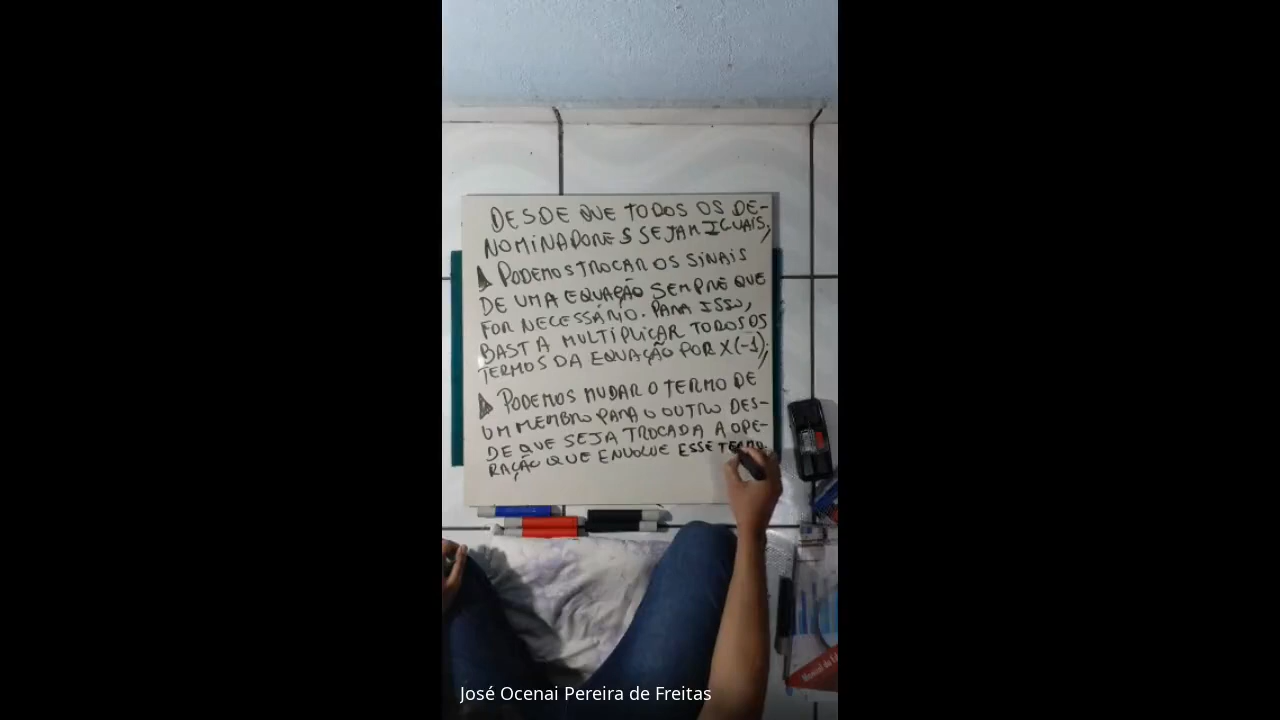 DESDE QUE TODOS OS DE-
NOMINADORES SEJAM IGUAIS;
PODEMOS TROCAR OS SINAIS
DE UMA EQUAÇÃO SEMPRE QUE
FOR NECESSÁRIO. PARA ISSO,
BASTA MULTIPLICAR TODOS OS
TERMOS DA EQUAÇÃO POR X(-1);
PODEMOS MUDAR O TERMO DE
UM MEMBRO PARA O OUTRO DES-
DE QUE SEJA TROCADA A OPE-
RAÇÃO QUE ENVOLVE ESSE TERMO.
José Ocenai Pereira de Freitas